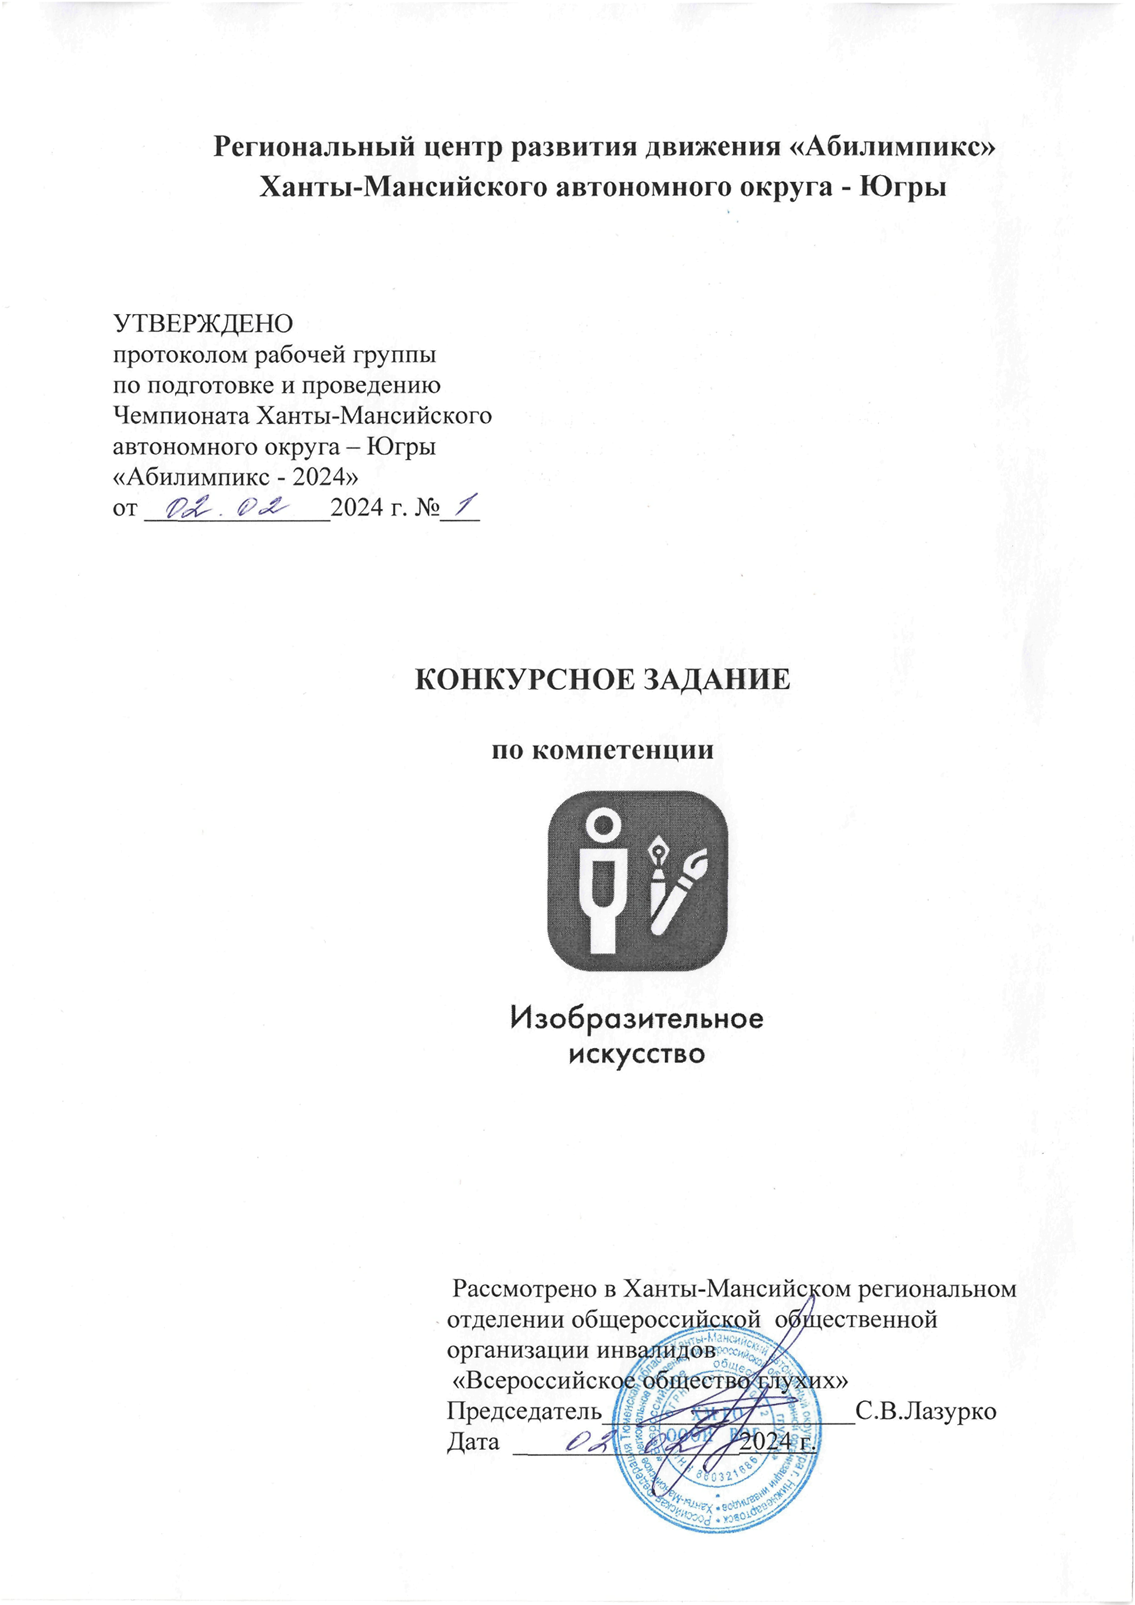 Региональный центр развития движения «Абилимпикс»
Ханты-Мансийского автономного округа - Югры
УТВЕРЖДЕНО
протоколом рабочей группы
по подготовке и проведению
Чемпионата Ханты-Мансийского
автономного округа – Югры
«Абилимпикс - 2024»
от 02.02 2024 г. № 1
КОНКУРСНОЕ ЗАДАНИЕ
по компетенции
Изобразительное
искусство
Рассмотрено в Ханты-Мансийском региональном
отделении общероссийской общественной
организации инвалидов
«Всероссийское общество глухих»
Председатель С.В.Лазурко
Дата 02 02 2024 г.